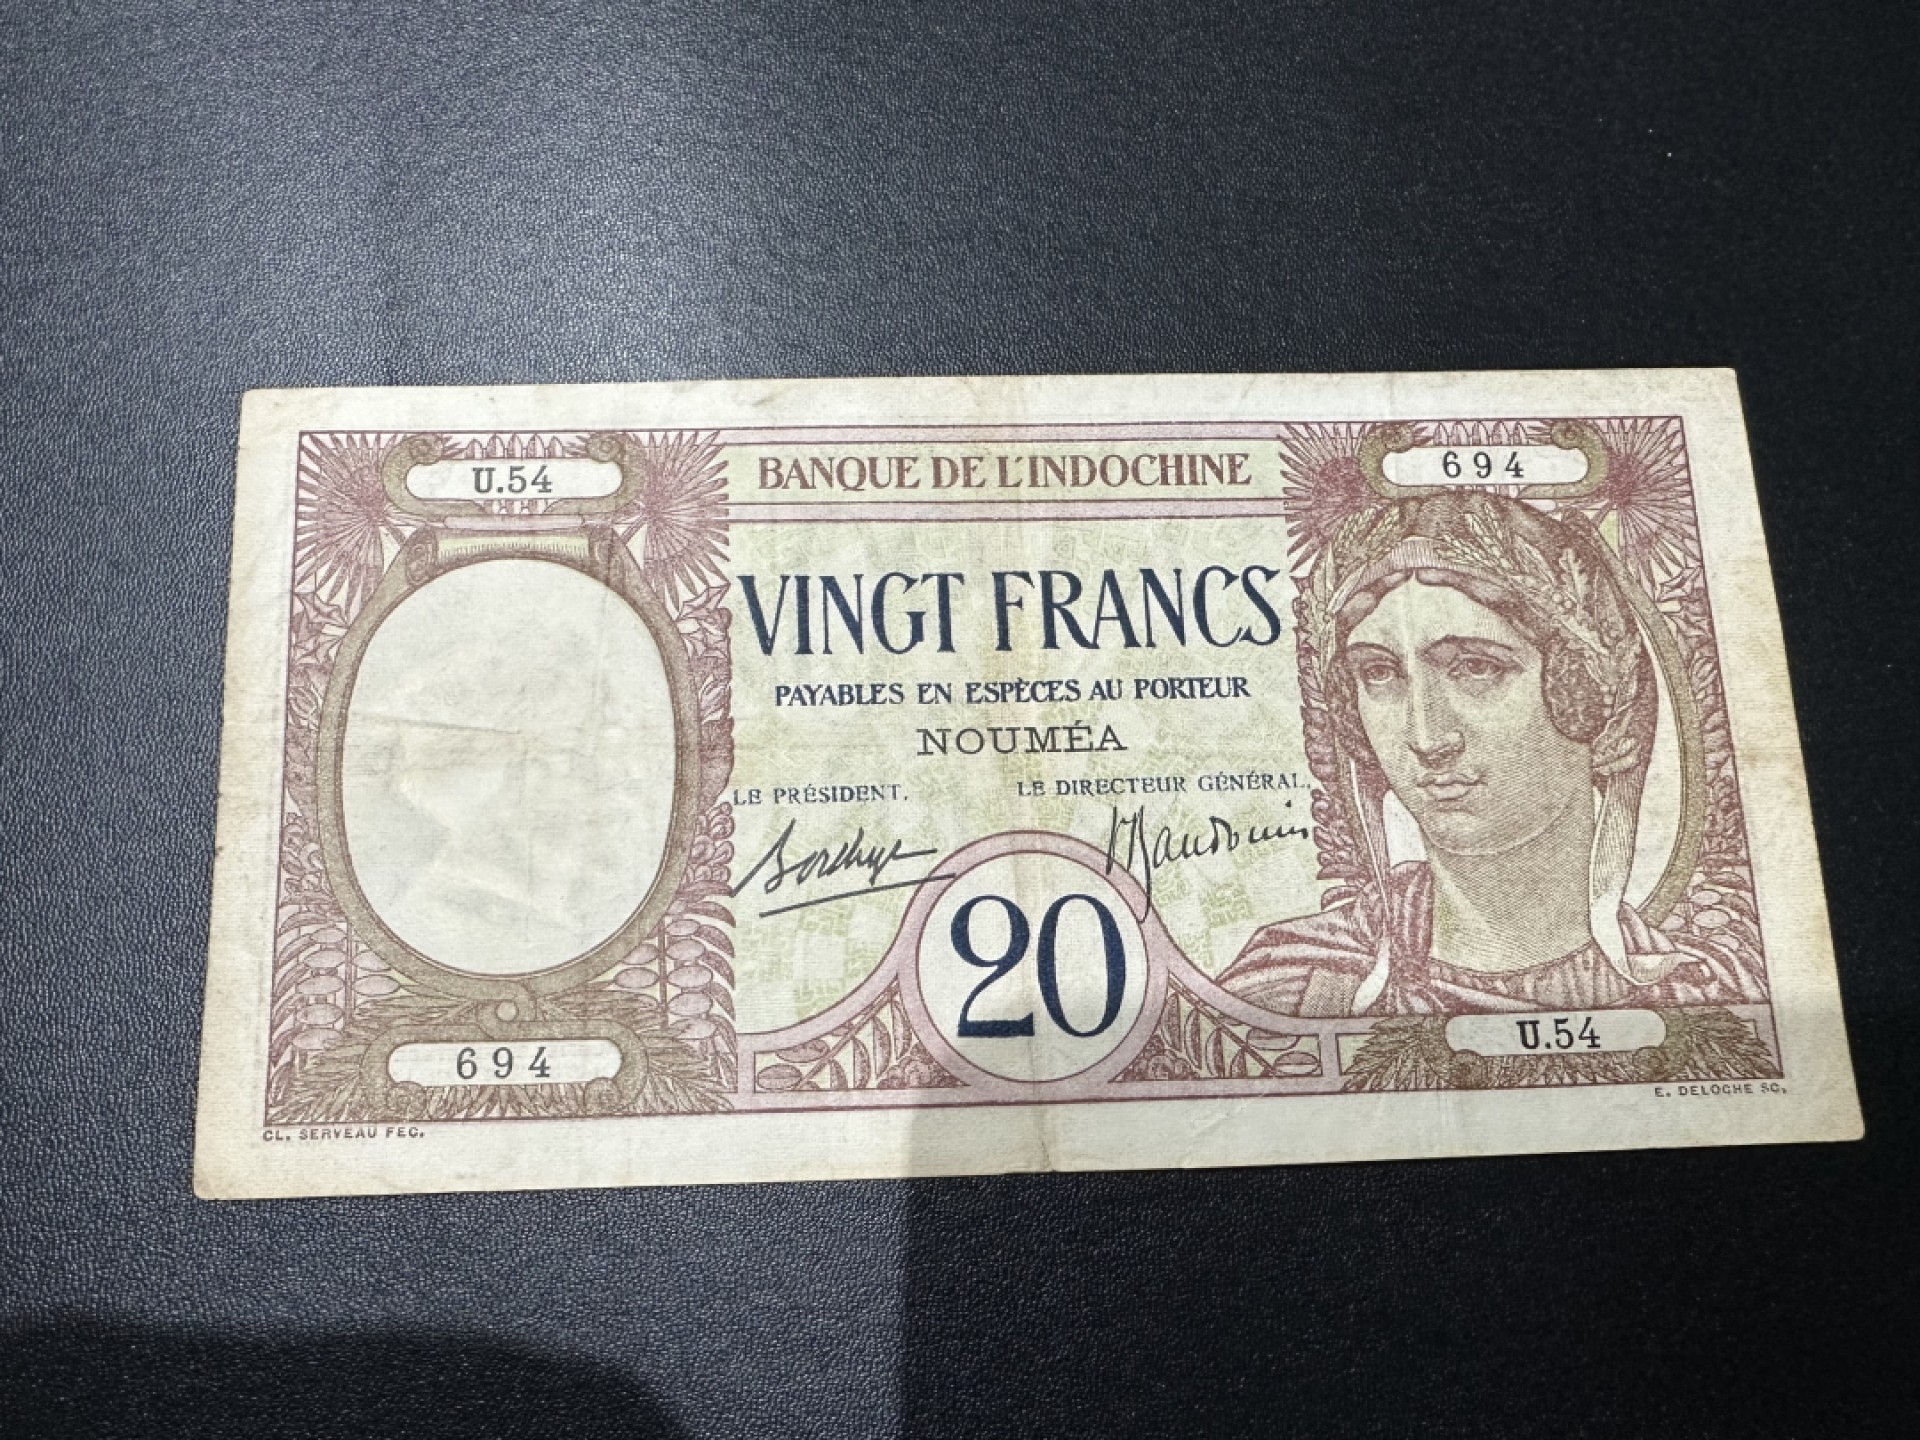 U.54
BANQUE DE L'INDOCHINE
694
VINGT FRANCS
PAYABLES EN ESPÈCES AU PORTEUR
NOUMÉA
LE PRÉSIDENT.
LE DIRECTEUR GÉNÉRAL.
20
694
U.54
CL. SERVEAU FEC.
E. DELOCHE SC.